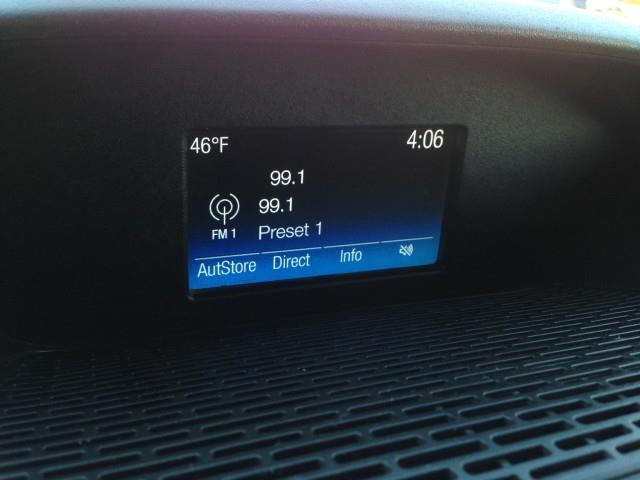 46°F 4:06
99.1
99.1
FM 1 Preset 1
AutStore Direct Info